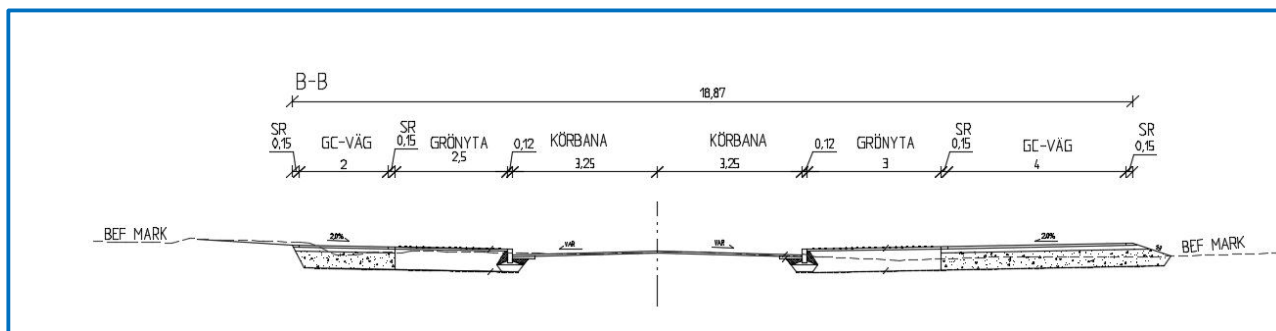 B-B
18,87
SR
0,15
GC-VÄG
2
SR
0,15
GRÖNYTA
2,5
0,12
KÖRBANA
3,25
KÖRBANA
3,25
0,12
GRÖNYTA
3
SR
0,15
GC-VÄG
4
SR
0,15
BEF MARK
2,0%
VAR
VAR
2,0%
BEF MARK